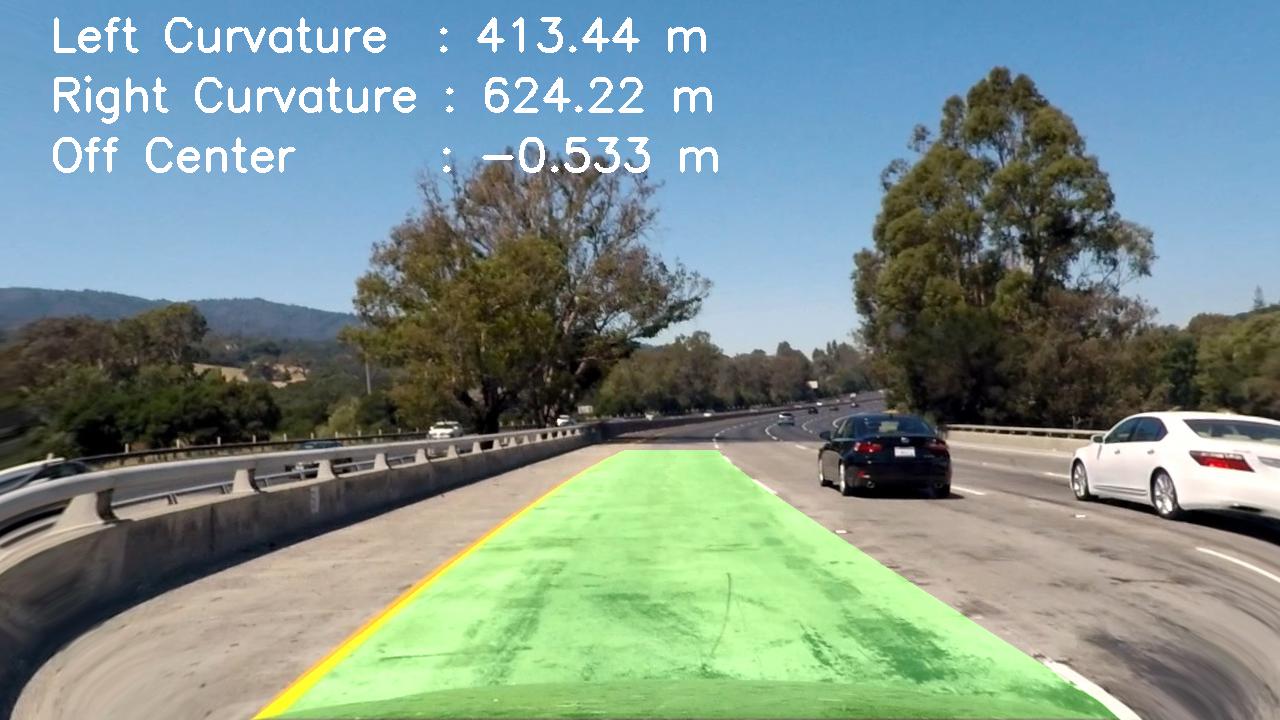 Left Curvature : 413.44 m
Right Curvature : 624.22 m
Off Center : -0.533 m